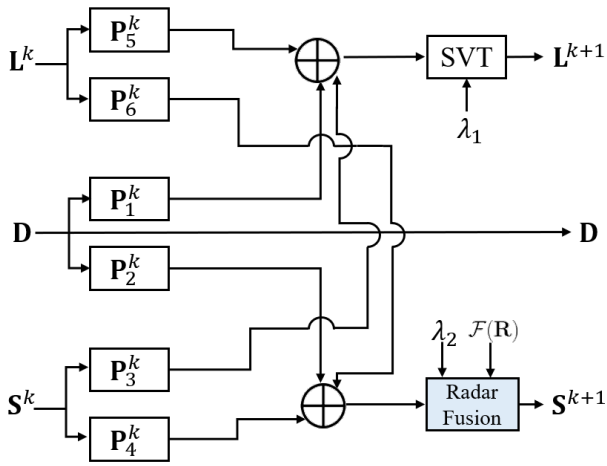 L^k
P_5^k
P_6^k
SVT
L^{k+1}
λ_1
P_1^k
D
D
P_2^k
λ_2
F(R)
S^k
P_3^k
P_4^k
Radar
Fusion
S^{k+1}